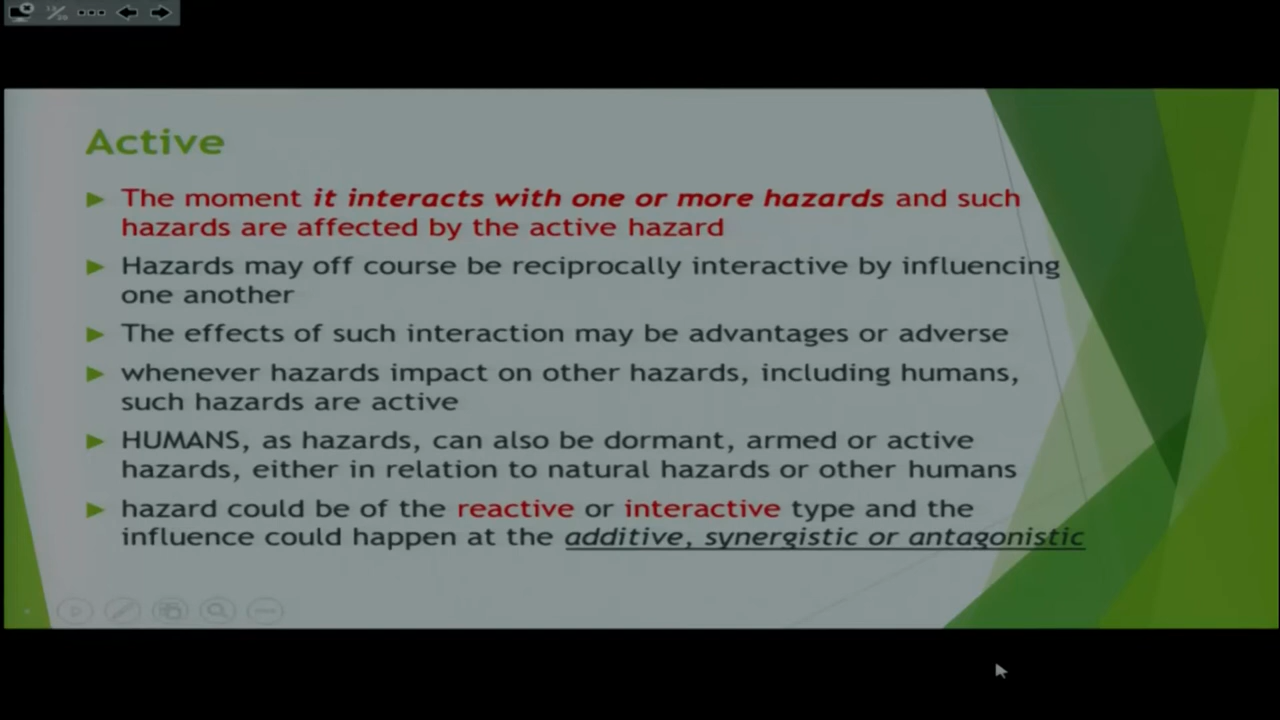 Active
The moment it interacts with one or more hazards and such
hazards are affected by the active hazard
Hazards may off course be reciprocally interactive by influencing
one another
The effects of such interaction may be advantages or adverse
whenever hazards impact on other hazards, including humans,
such hazards are active
HUMANS, as hazards, can also be dormant, armed or active
hazards, either in relation to natural hazards or other humans
hazard could be of the reactive or interactive type and the
influence could happen at the additive, synergistic or antagonistic